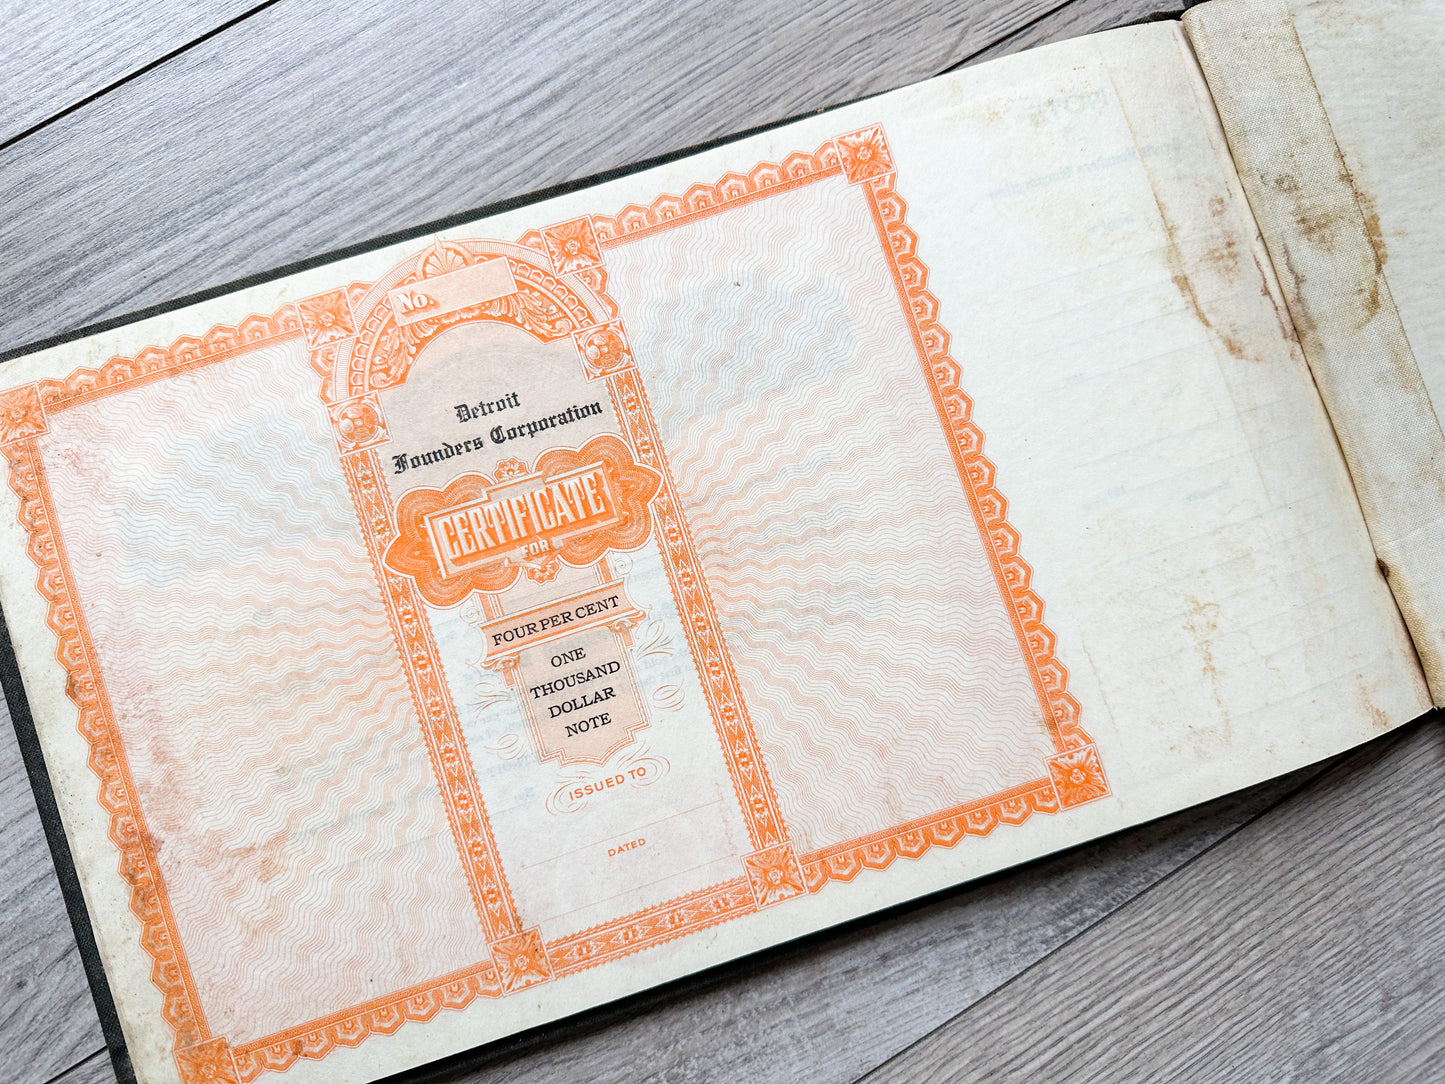 No.
Detroit
Founders Corporation
CERTIFICATE
FOR
FOUR PER CENT
ONE
THOUSAND
DOLLAR
NOTE
ISSUED TO
DATED